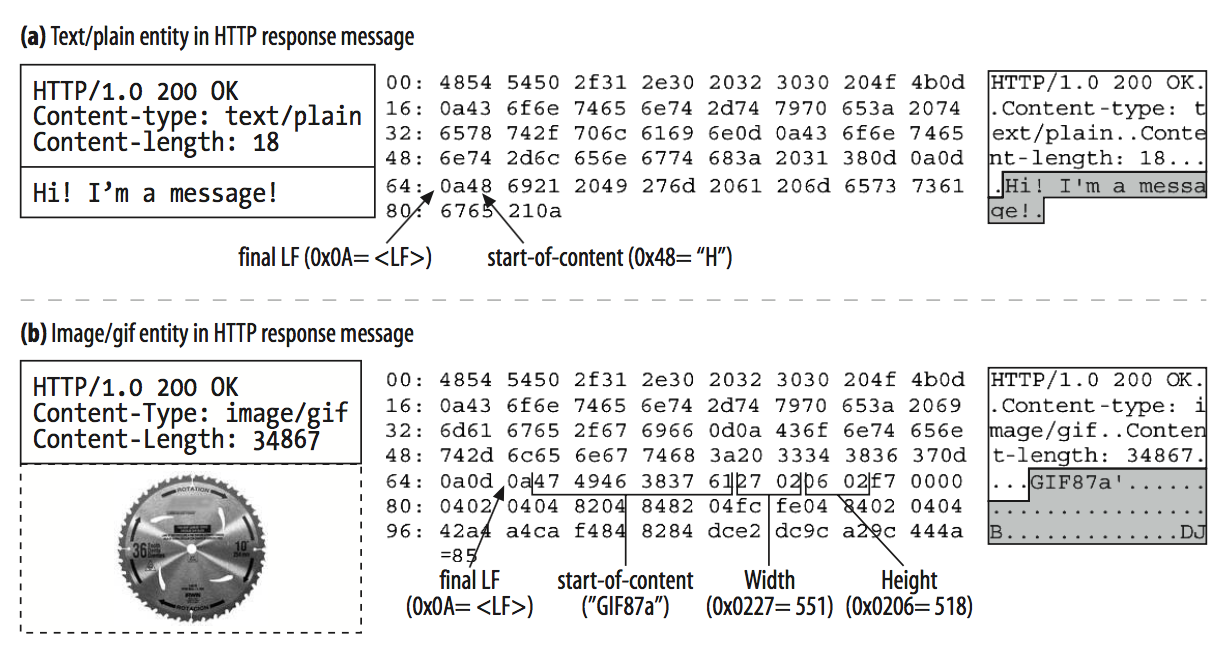 (a) Text/plain entity in HTTP response message
HTTP/1.0 200 OK
Content-type: text/plain
Content-length: 18
Hi! I’m a message!
00: 4854 5450 2f31 2e30 2032 3030 204f 4b0d
16: 0a43 6f6e 7465 6e74 2d74 7970 653a 2074
32: 6578 742f 706c 6169 6e0d 0a43 6f6e 7465
48: 6e74 2d6c 656e 6774 683a 2031 380d 0a0d
64: 0a48 6921 2049 276d 2061 206d 6573 7361
80: 6765 210a
HTTP/1.0 200 OK.
.Content-type: t
ext/plain..Conte
nt-length: 18...
.Hi! I'm a messa
ge!.
final LF (0x0A= <LF>)
start-of-content (0x48= “H”)
(b) Image/gif entity in HTTP response message
HTTP/1.0 200 OK
Content-Type: image/gif
Content-Length: 34867
ROTATION
36
10"
ROTATION
00: 4854 5450 2f31 2e30 2032 3030 204f 4b0d
16: 0a43 6f6e 7465 6e74 2d74 7970 653a 2069
32: 6d61 6765 2f67 6966 0d0a 436f 6e74 656e
48: 742d 6c65 6e67 7468 3a20 3334 3836 370d
64: 0a0d 0a47 4946 3837 6127 0206 02f7 0000
80: 0402 0404 8204 8482 04fc fe04 8402 0404
96: 42a4 a4ca f484 8284 dce2 dc9c a29c 444a
=85
HTTP/1.0 200 OK.
.Content-type: i
mage/gif..Conten
t-length: 34867.
...GIF87a'......
................
B.............DJ
final LF
(0x0A= <LF>)
start-of-content
(”GIF87a”)
Width
(0x0227= 551)
Height
(0x0206= 518)